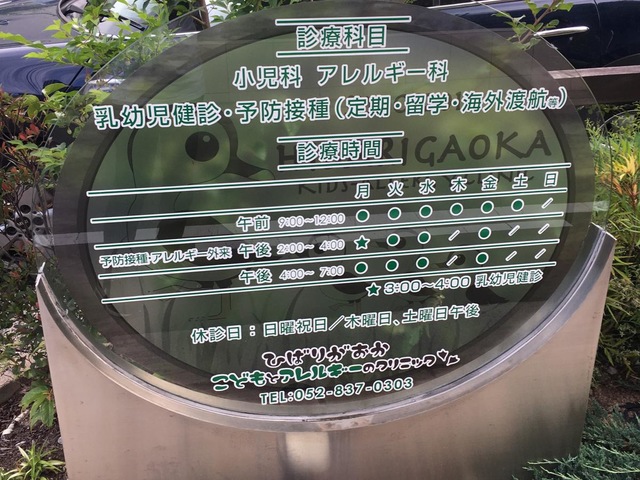 診療科目
小児科 アレルギー科
乳幼児健診・予防接種(定期・留学・海外渡航等)
診療時間
月 火 水 木 金 土 日
午前 9:00～12:00 ● ● ● ● ● ● ／
予防接種・アレルギー外来 午後 2:00～4:00 ★ ● ● ／ ● ／ ／
午後 4:00～7:00 ● ● ● ／ ● ／ ／
★ 3:00～4:00 乳幼児健診
休診日：日曜祝日／木曜日、土曜日午後
ひばりがおか
こどもとアレルギーのクリニック
TEL:052-837-0303
RIGAOKA
KIDS